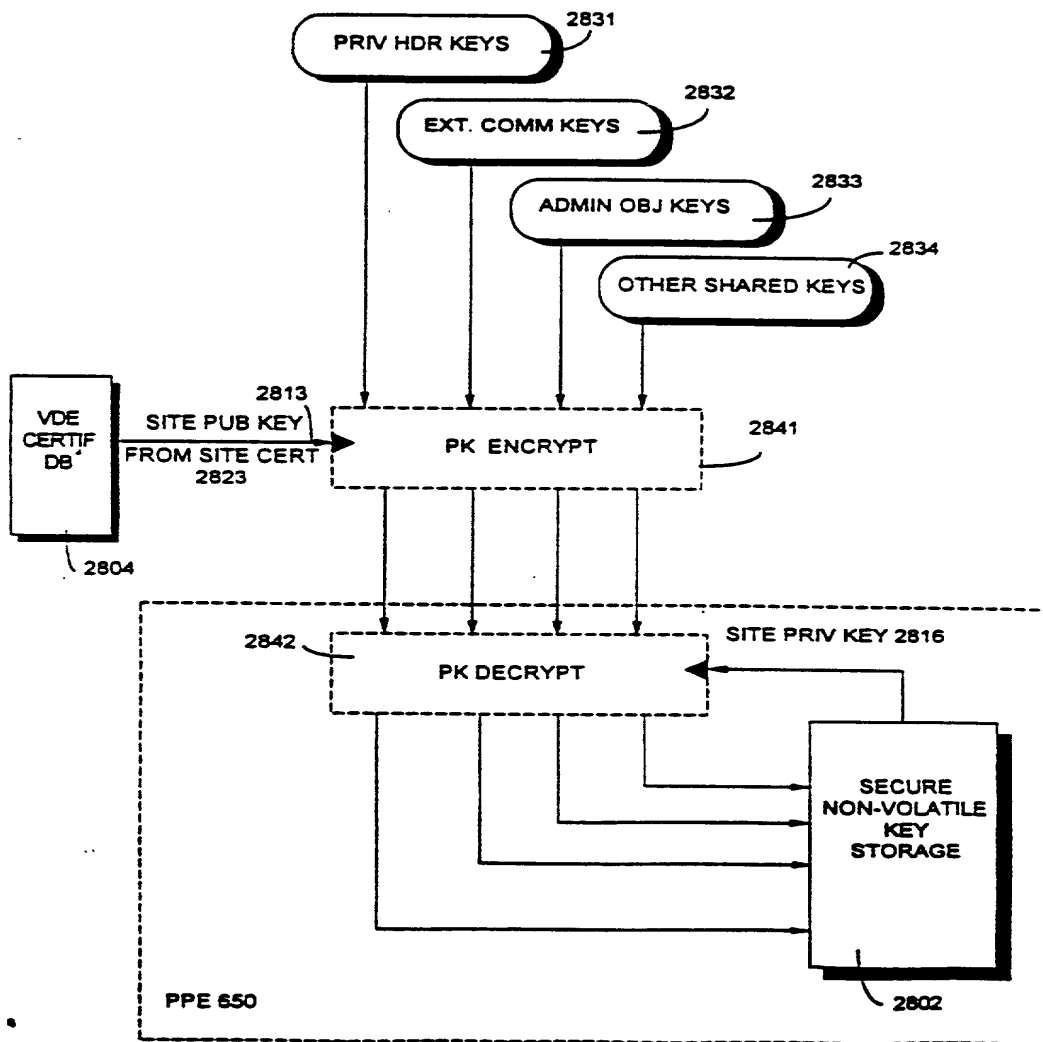 2831
PRIV HDR KEYS
2832
EXT. COMM KEYS
2833
ADMIN OBJ KEYS
2834
OTHER SHARED KEYS
2813
VDE
CERTIF
DB
SITE PUB KEY
FROM SITE CERT
2823
PK ENCRYPT
2841
2804
2842
PK DECRYPT
SITE PRIV KEY 2816
SECURE
NON-VOLATILE
KEY
STORAGE
PPE 650
2802